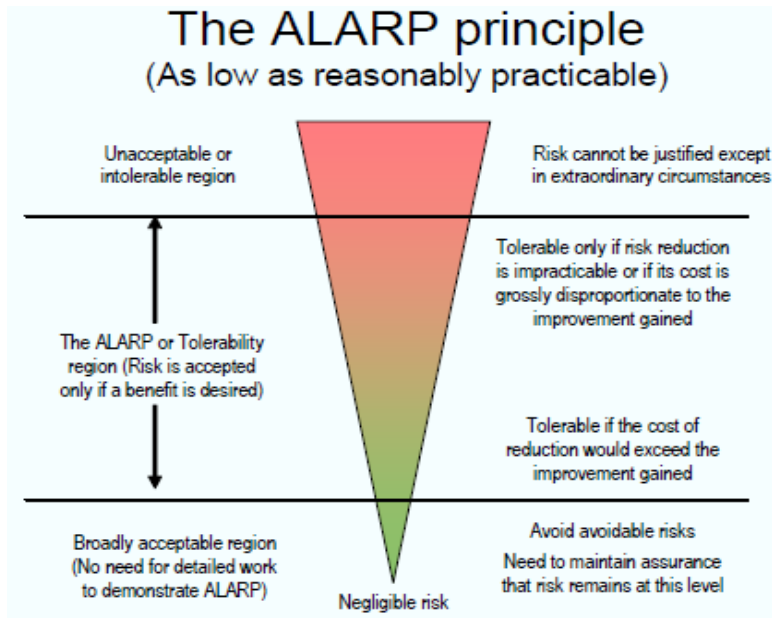 The ALARP principle
(As low as reasonably practicable)
Unacceptable or
intolerable region
Risk cannot be justified except
in extraordinary circumstances
Tolerable only if risk reduction
is impracticable or if its cost is
grossly disproportionate to the
improvement gained
The ALARP or Tolerability
region (Risk is accepted
only if a benefit is desired)
Tolerable if the cost of
reduction would exceed the
improvement gained
Broadly acceptable region
(No need for detailed work
to demonstrate ALARP)
Avoid avoidable risks
Need to maintain assurance
that risk remains at this level
Negligible risk